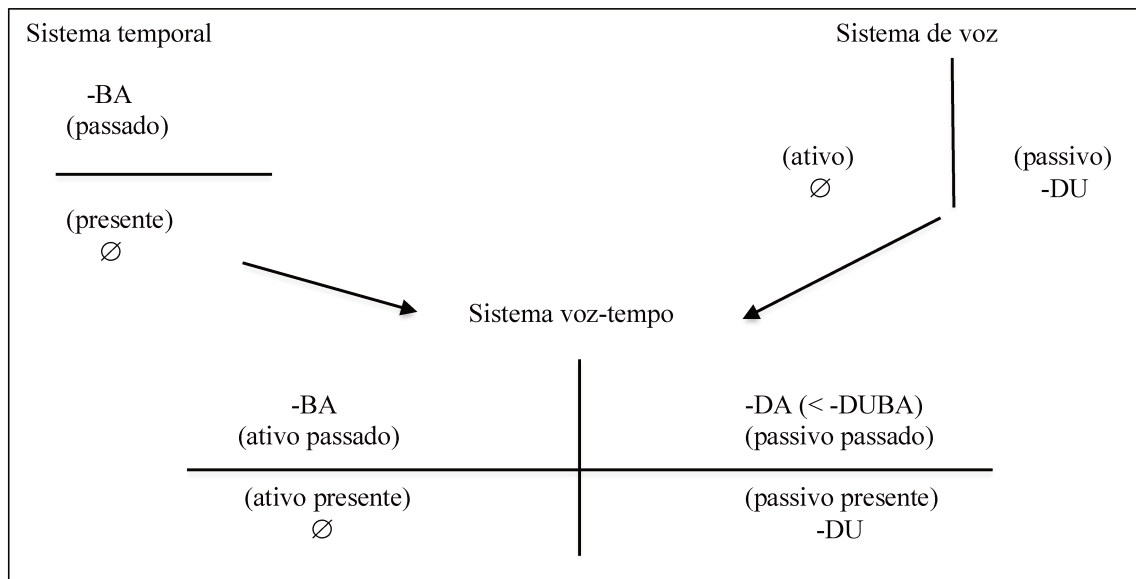 Sistema temporal
Sistema de voz
-BA
(passado)
(ativo)
∅
(passivo)
-DU
(presente)
∅
Sistema voz-tempo
-BA
(ativo passado)
-DA (< -DUBA)
(passivo passado)
(ativo presente)
∅
(passivo presente)
-DU